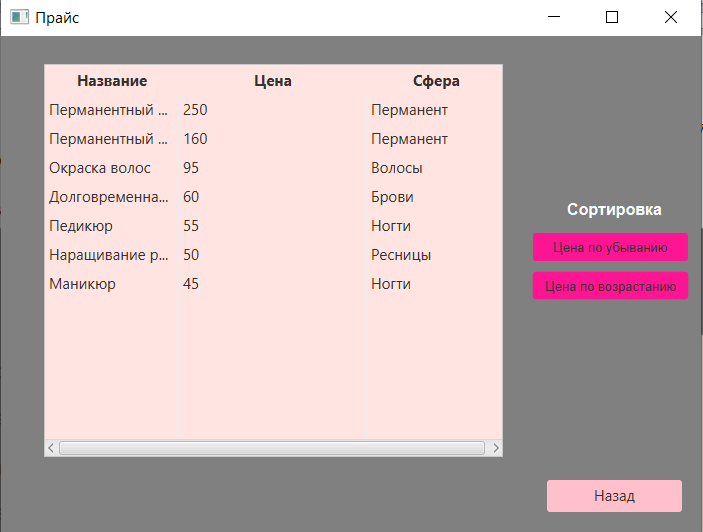 Прайс
Название Цена Сфера
Перманентный ... 250 Перманент
Перманентный ... 160 Перманент
Окраска волос 95 Волосы
Долговременна... 60 Брови
Педикюр 55 Ногти
Наращивание р... 50 Ресницы
Маникюр 45 Ногти
Сортировка
Цена по убыванию
Цена по возрастанию
Назад